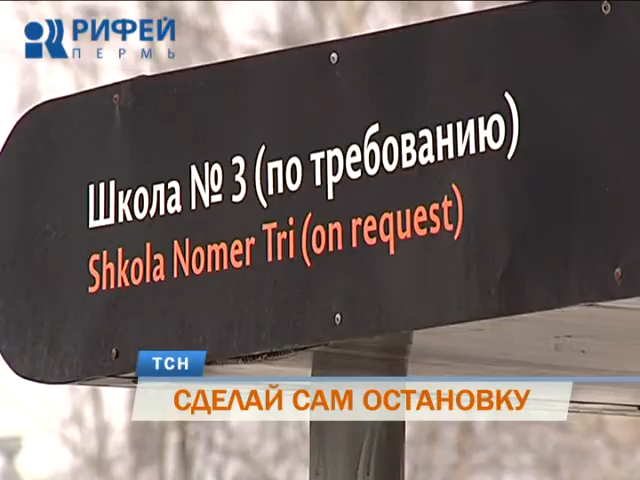 РИФЕЙ
ПЕРМЬ
Школа № 3 (по требованию)
Shkola Nomer Tri (on request)
ТСН
СДЕЛАЙ САМ ОСТАНОВКУ